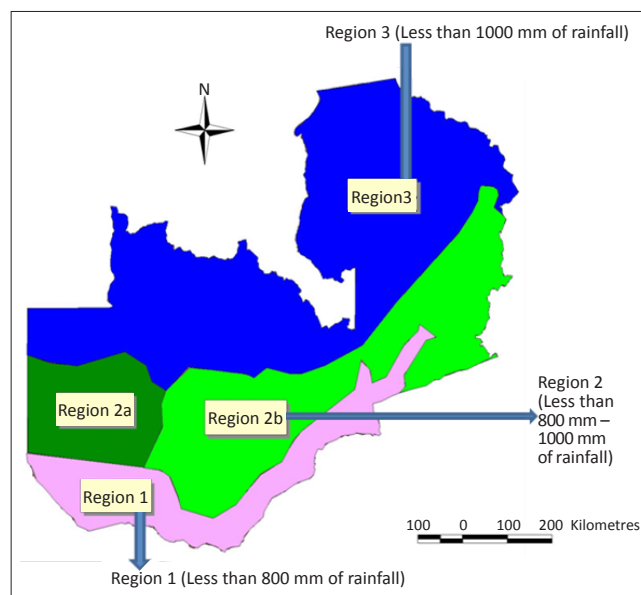 Region 3 (Less than 1000 mm of rainfall)
N
Region3
Region 2a
Region 2b
Region 2
(Less than
800 mm –
1000 mm
of rainfall)
Region 1
100 0 100 200 Kilometres
Region 1 (Less than 800 mm of rainfall)